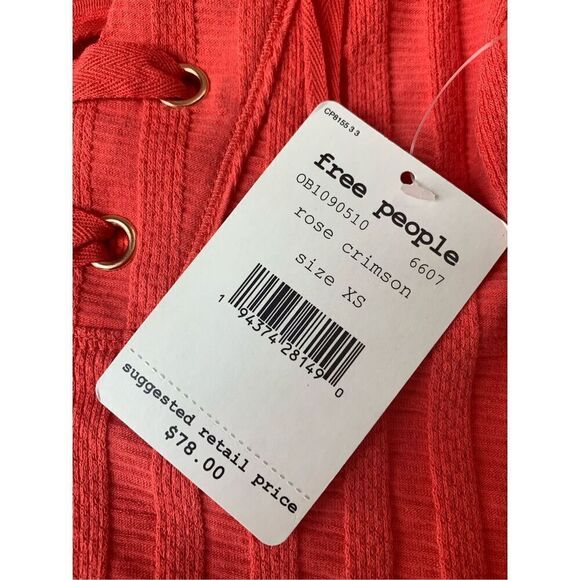 CP8155 3 3
free people
OB1090510 6607
rose crimson
size XS
1 94374 28149 0
suggested retail price
$78.00